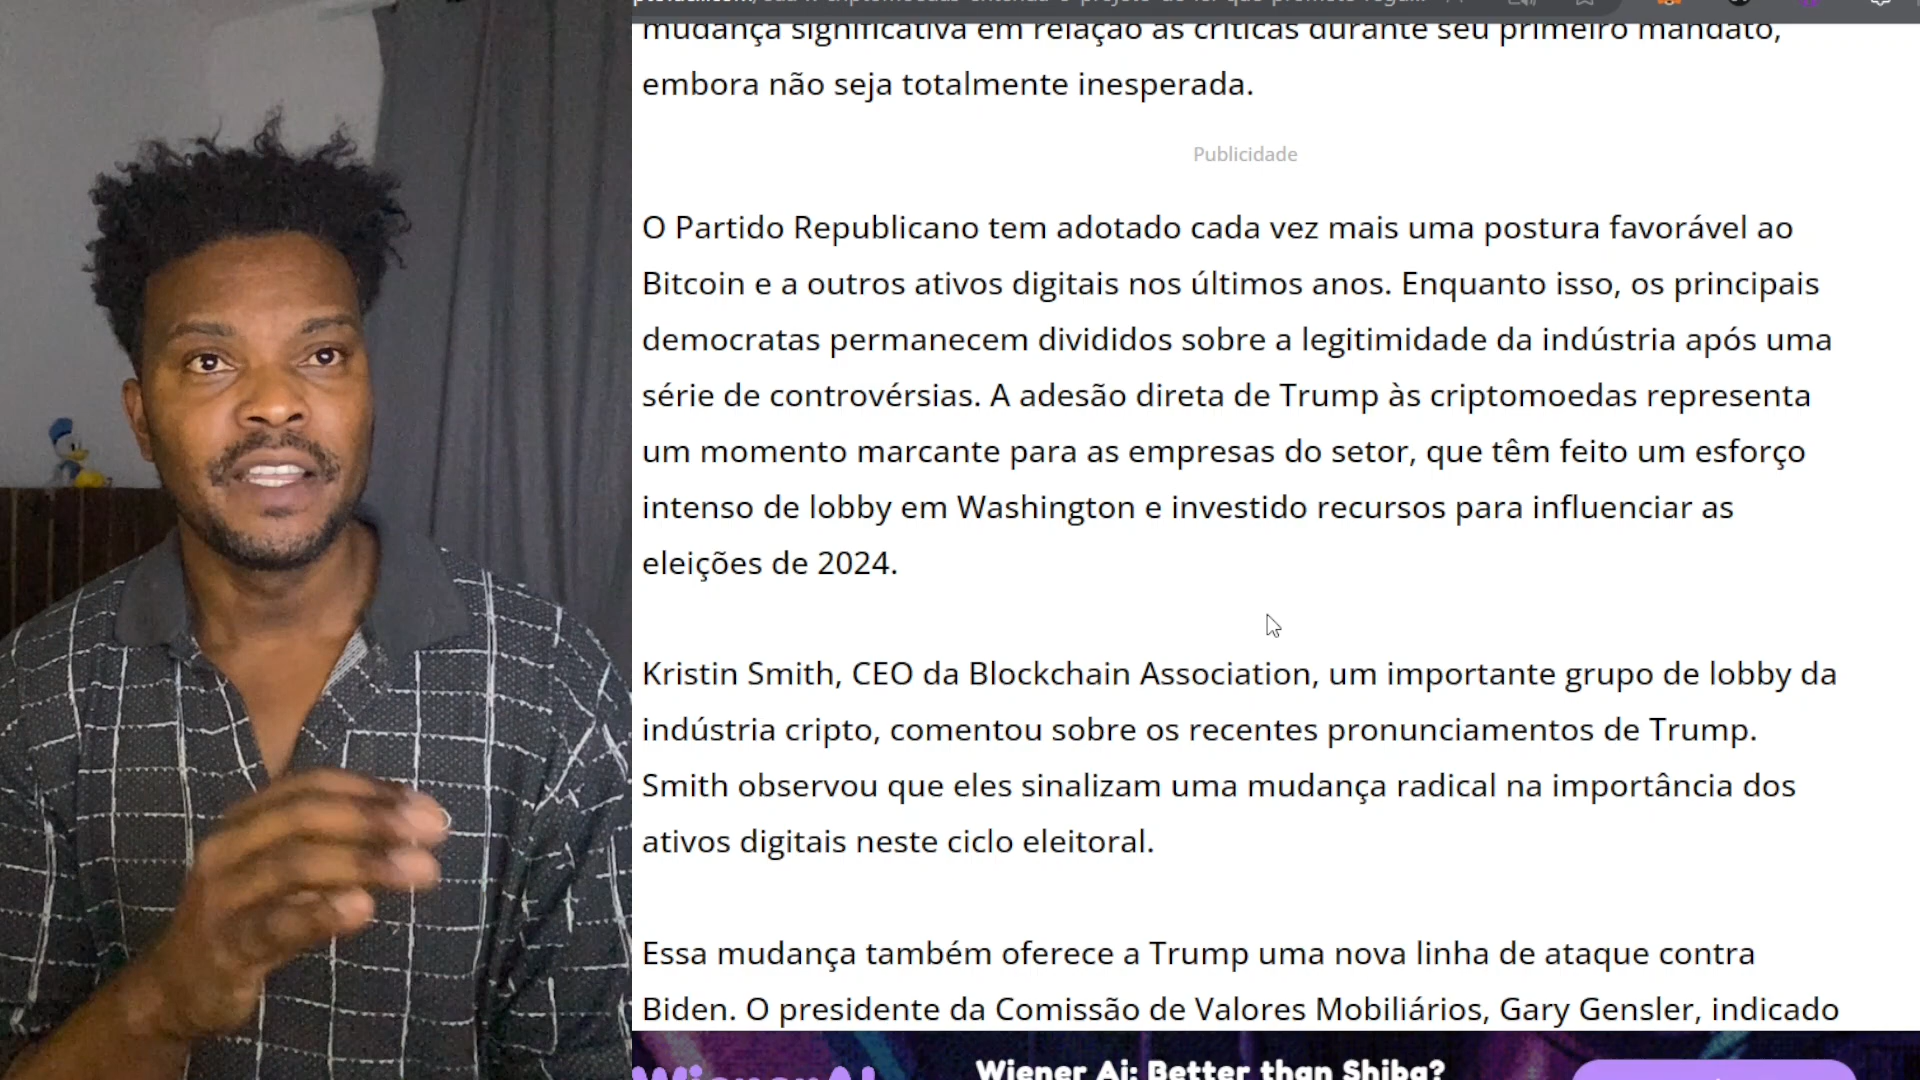 mudança significativa em relação às críticas durante seu primeiro mandato,
embora não seja totalmente inesperada.
Publicidade
O Partido Republicano tem adotado cada vez mais uma postura favorável ao
Bitcoin e a outros ativos digitais nos últimos anos. Enquanto isso, os principais
democratas permanecem divididos sobre a legitimidade da indústria após uma
série de controvérsias. A adesão direta de Trump às criptomoedas representa
um momento marcante para as empresas do setor, que têm feito um esforço
intenso de lobby em Washington e investido recursos para influenciar as
eleições de 2024.
Kristin Smith, CEO da Blockchain Association, um importante grupo de lobby da
indústria cripto, comentou sobre os recentes pronunciamentos de Trump.
Smith observou que eles sinalizam uma mudança radical na importância dos
ativos digitais neste ciclo eleitoral.
Essa mudança também oferece a Trump uma nova linha de ataque contra
Biden. O presidente da Comissão de Valores Mobiliários, Gary Gensler, indicado
WienerAI
Wiener Ai: Better than Shiba?